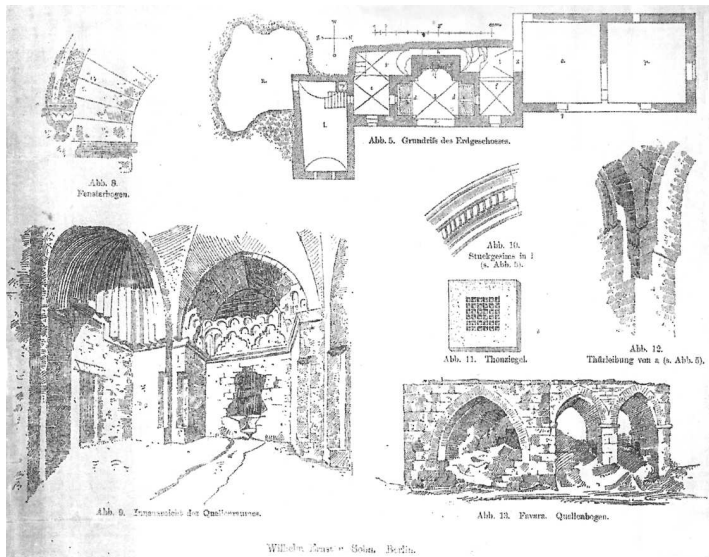 Abb. 5. Grundriſs des Erdgeschosses.
Abb. 8.
Fensterbogen.
Abb. 10.
Stuckgesims in i
(s. Abb. 5).
Abb. 11. Thonziegel.
Abb. 12.
Thürleibung von a (s. Abb. 5).
Abb. 9. Innenansicht des Quellenraumes.
Abb. 13. Favara. Quellenbogen.
Wilhelm Ernst u. Sohn, Berlin.